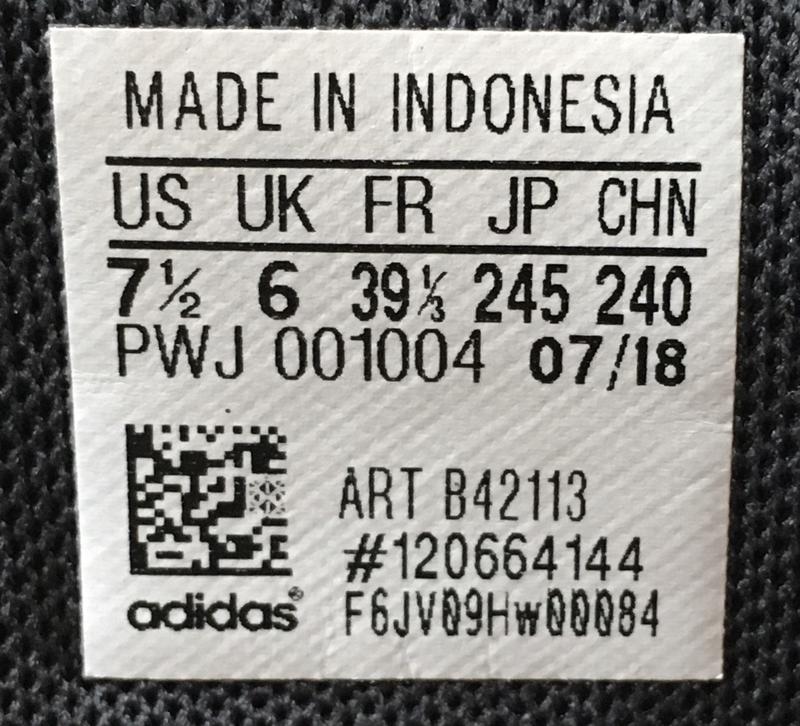 MADE IN INDONESIA
US UK FR JP CHN
7½ 6 39⅓ 245 240
PWJ 001004 07/18
ART B42113
#120664144
adidas® F6JV09Hw00084